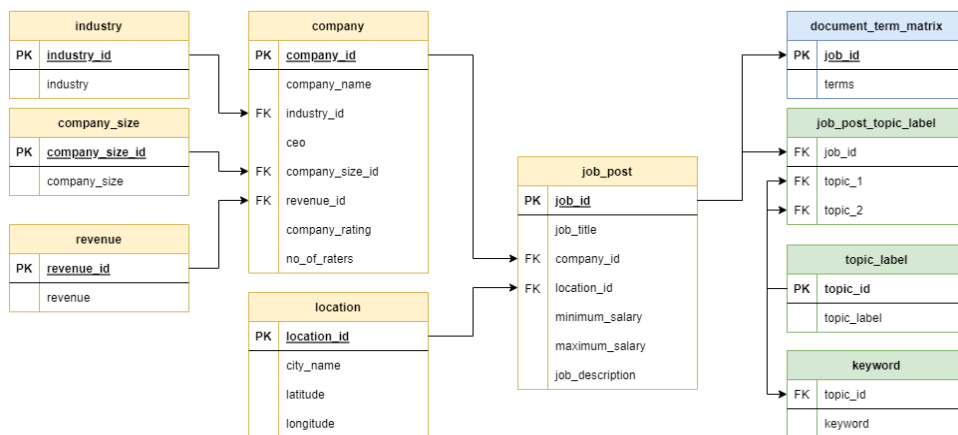 industry
PK industry_id
industry
company_size
PK company_size_id
company_size
revenue
PK revenue_id
revenue
company
PK company_id
company_name
FK industry_id
ceo
FK company_size_id
FK revenue_id
company_rating
no_of_raters
location
PK location_id
city_name
latitude
longitude
job_post
PK job_id
job_title
FK company_id
FK location_id
minimum_salary
maximum_salary
job_description
document_term_matrix
PK job_id
terms
job_post_topic_label
FK job_id
FK topic_1
FK topic_2
topic_label
PK topic_id
topic_label
keyword
FK topic_id
keyword